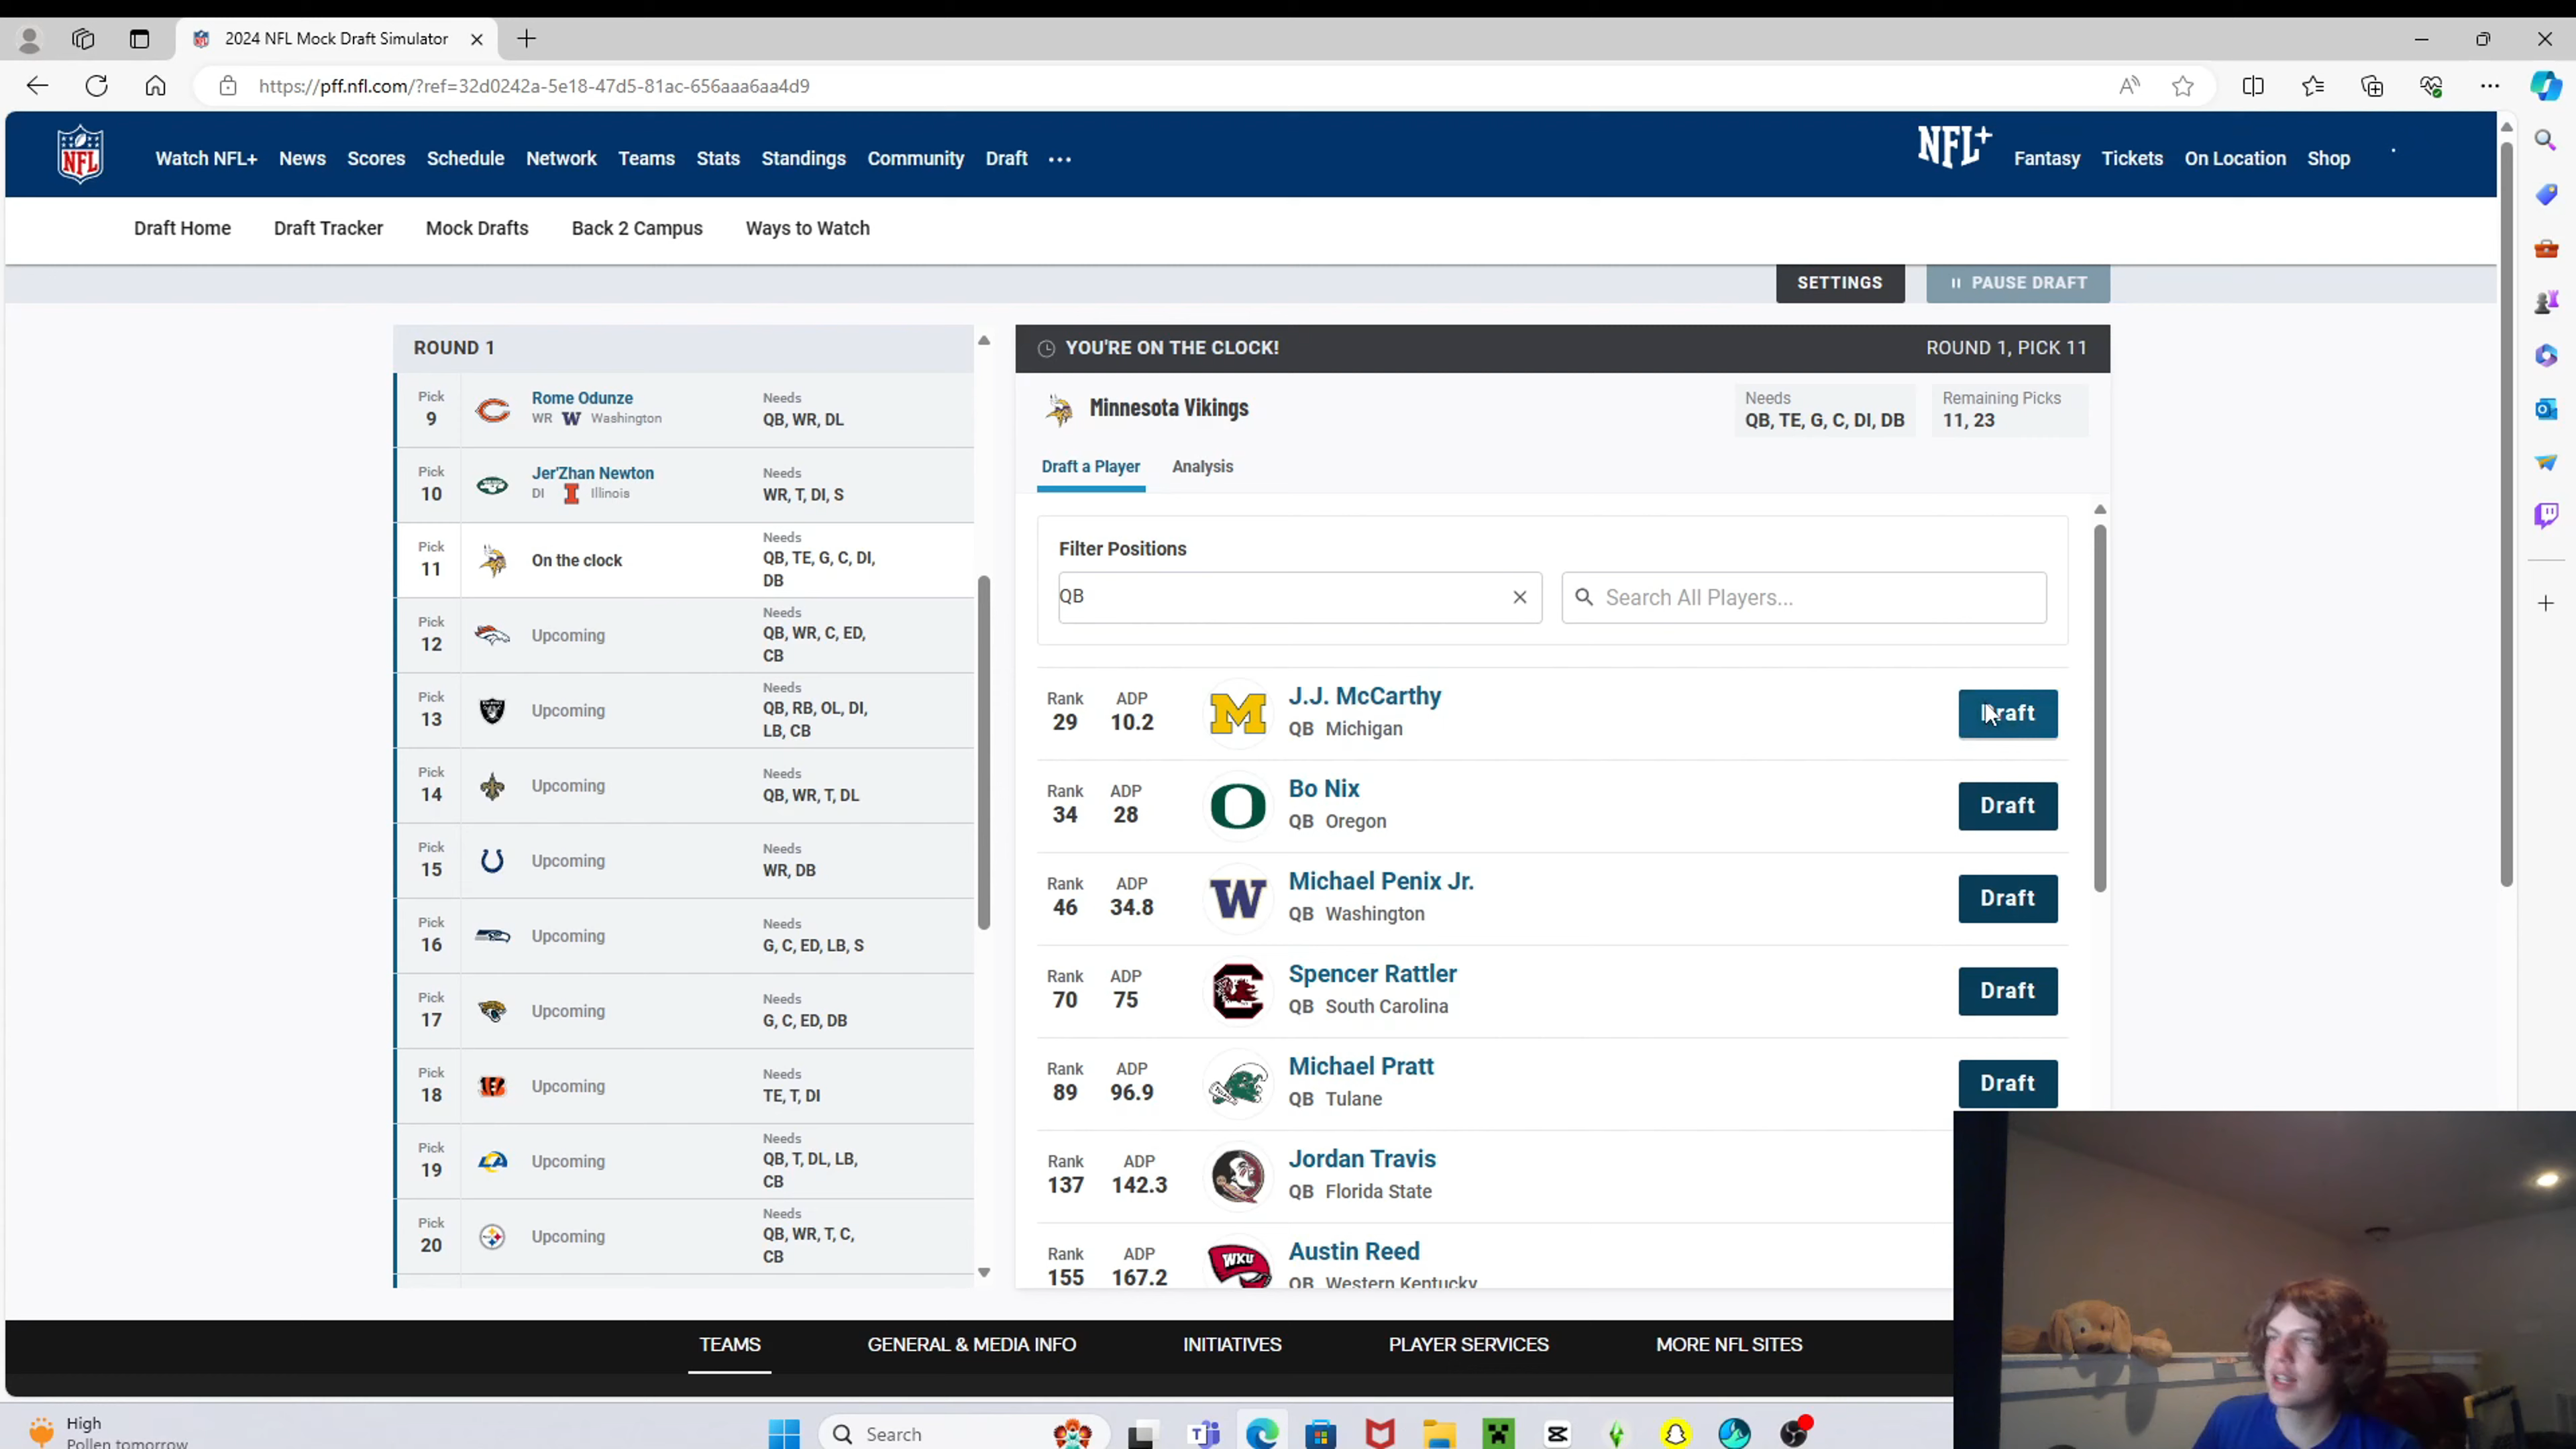 2024 NFL Mock Draft Simulator
https://pff.nfl.com/?ref=32d0242a-5e18-47d5-81ac-656aaa6aa4d9
NFL Watch NFL+ News Scores Schedule Network Teams Stats Standings Community Draft ... NFL+ Fantasy Tickets On Location Shop
Draft Home Draft Tracker Mock Drafts Back 2 Campus Ways to Watch
SETTINGS PAUSE DRAFT
ROUND 1
Pick 9 Rome Odunze Needs
WR W Washington QB, WR, DL
Pick 10 Jer'Zhan Newton Needs
DI I Illinois WR, T, DI, S
Pick 11 On the clock Needs
QB, TE, G, C, DI,
DB
Pick 12 Upcoming Needs
QB, WR, C, ED,
CB
Pick 13 Upcoming Needs
QB, RB, OL, DI,
LB, CB
Pick 14 Upcoming Needs
QB, WR, T, DL
Pick 15 Upcoming Needs
WR, DB
Pick 16 Upcoming Needs
G, C, ED, LB, S
Pick 17 Upcoming Needs
G, C, ED, DB
Pick 18 Upcoming Needs
TE, T, DI
Pick 19 Upcoming Needs
QB, T, DL, LB,
CB
Pick 20 Upcoming Needs
QB, WR, T, C,
CB
YOU'RE ON THE CLOCK! ROUND 1, PICK 11
Minnesota Vikings
Needs
QB, TE, G, C, DI, DB
Remaining Picks
11, 23
Draft a Player Analysis
Filter Positions
QB Search All Players...
Rank ADP J.J. McCarthy
29 10.2 QB Michigan Draft
Rank ADP Bo Nix
34 28 QB Oregon Draft
Rank ADP Michael Penix Jr.
46 34.8 QB Washington Draft
Rank ADP Spencer Rattler
70 75 QB South Carolina Draft
Rank ADP Michael Pratt
89 96.9 QB Tulane Draft
Rank ADP Jordan Travis
137 142.3 QB Florida State
Rank ADP Austin Reed
155 167.2 QB Western Kentucky
TEAMS GENERAL & MEDIA INFO INITIATIVES PLAYER SERVICES MORE NFL SITES
High
Pollen tomorrow
Search